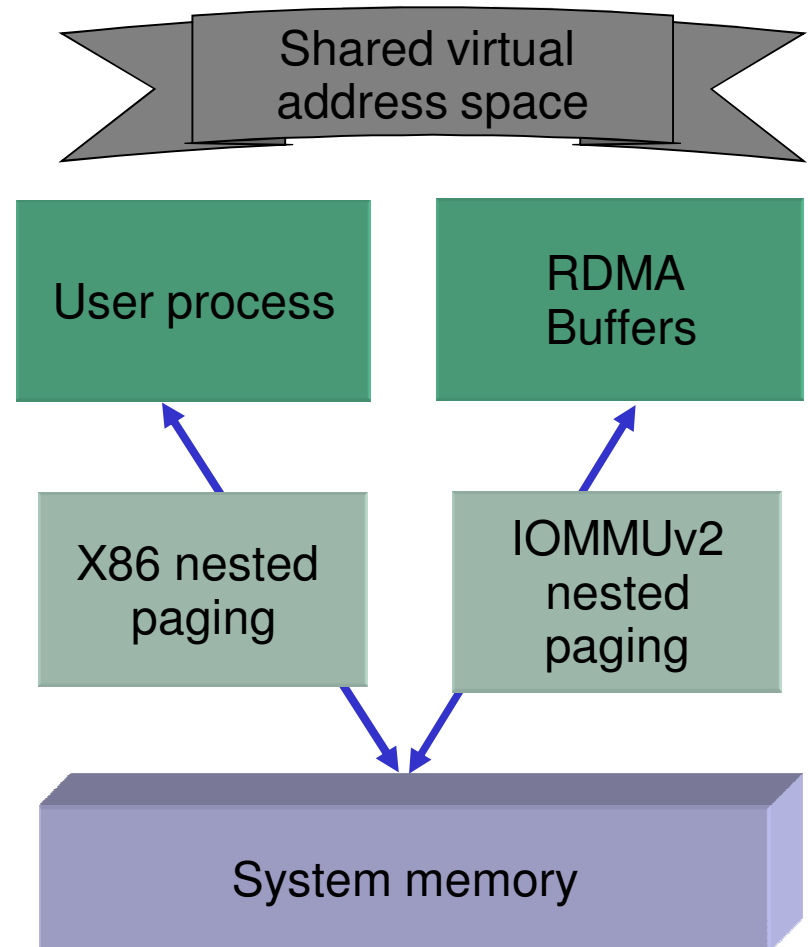 Shared virtual
address space
User process
RDMA
Buffers
X86 nested
paging
IOMMUv2
nested
paging
System memory